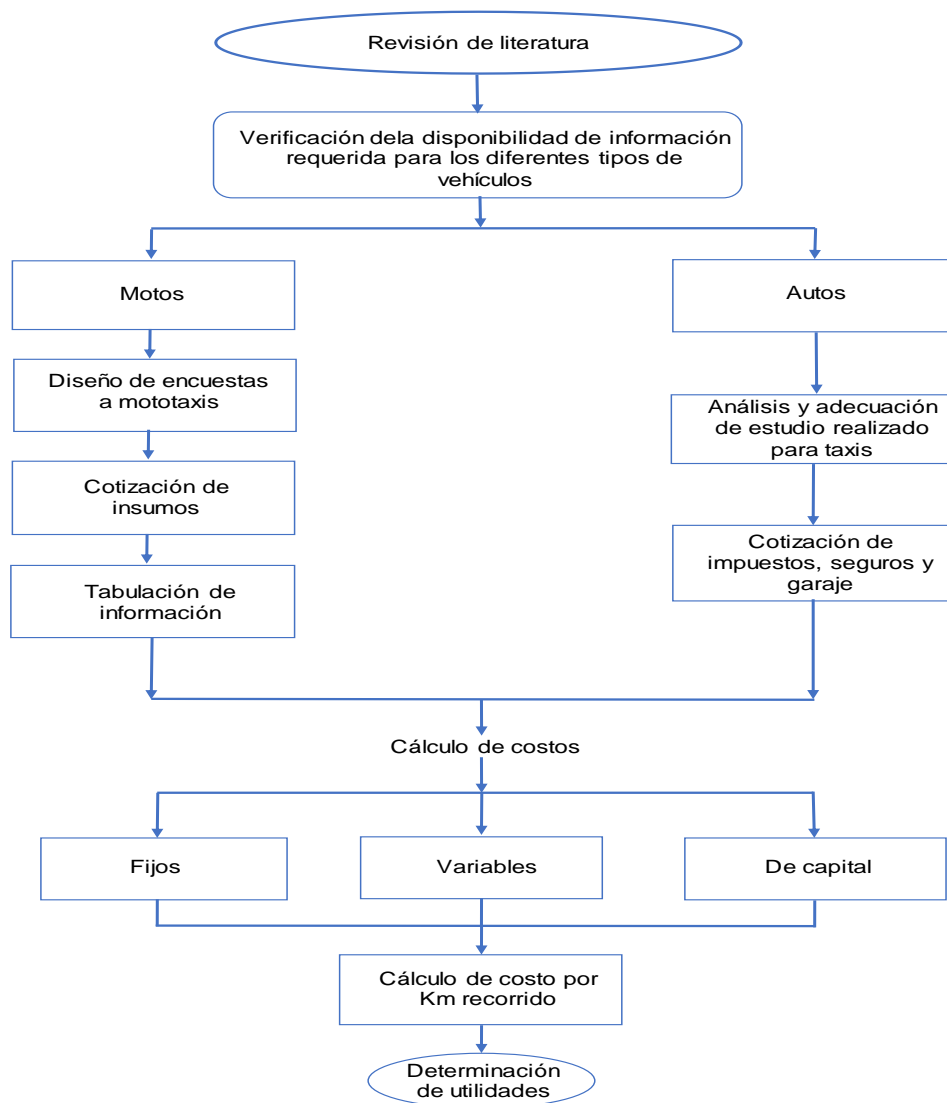 Revisión de literatura
Verificación dela disponibilidad de información
requerida para los diferentes tipos de
vehículos
Motos
Autos
Diseño de encuestas
a mototaxis
Análisis y adecuación
de estudio realizado
para taxis
Cotización de
insumos
Cotización de
impuestos, seguros y
garaje
Tabulación de
información
Cálculo de costos
Fijos
Variables
De capital
Cálculo de costo por
Km recorrido
Determinación
de utilidades